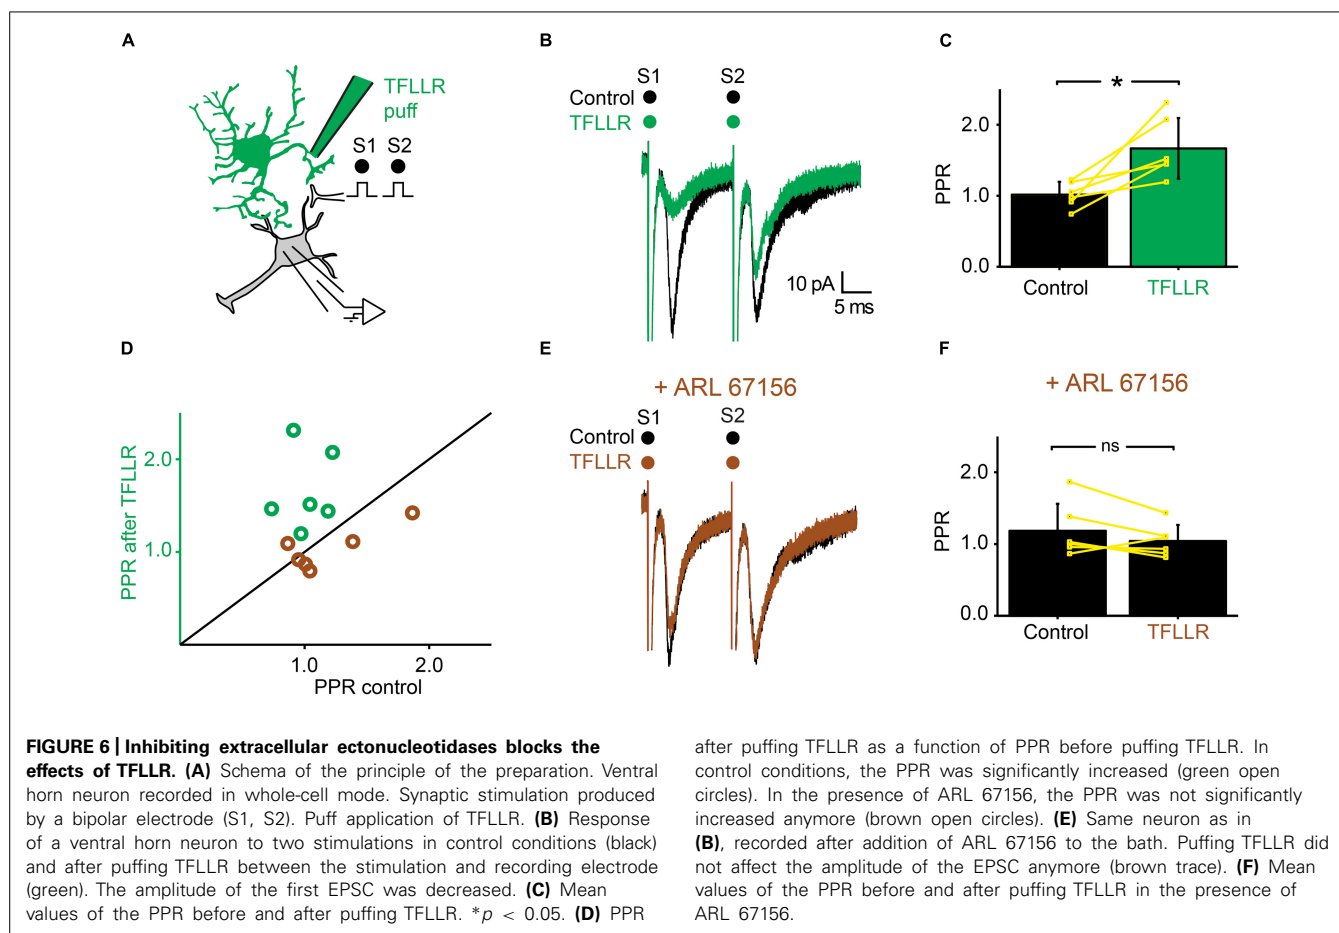 A
TFLLR
puff
S1 S2
B
S1 S2
Control
TFLLR
10 pA
5 ms
C
*
PPR
2.0
1.0
0.0
Control TFLLR
D
PPR after TFLLR
2.0
1.0
1.0 2.0
PPR control
E
+ ARL 67156
S1 S2
Control
TFLLR
F
+ ARL 67156
ns
PPR
2.0
1.0
0.0
Control TFLLR
FIGURE 6 | Inhibiting extracellular ectonucleotidases blocks the
effects of TFLLR. (A) Schema of the principle of the preparation. Ventral
horn neuron recorded in whole-cell mode. Synaptic stimulation produced
by a bipolar electrode (S1, S2). Puff application of TFLLR. (B) Response
of a ventral horn neuron to two stimulations in control conditions (black)
and after puffing TFLLR between the stimulation and recording electrode
(green). The amplitude of the first EPSC was decreased. (C) Mean
values of the PPR before and after puffing TFLLR. *p < 0.05. (D) PPR
after puffing TFLLR as a function of PPR before puffing TFLLR. In
control conditions, the PPR was significantly increased (green open
circles). In the presence of ARL 67156, the PPR was not significantly
increased anymore (brown open circles). (E) Same neuron as in
(B), recorded after addition of ARL 67156 to the bath. Puffing TFLLR did
not affect the amplitude of the EPSC anymore (brown trace). (F) Mean
values of the PPR before and after puffing TFLLR in the presence of
ARL 67156.